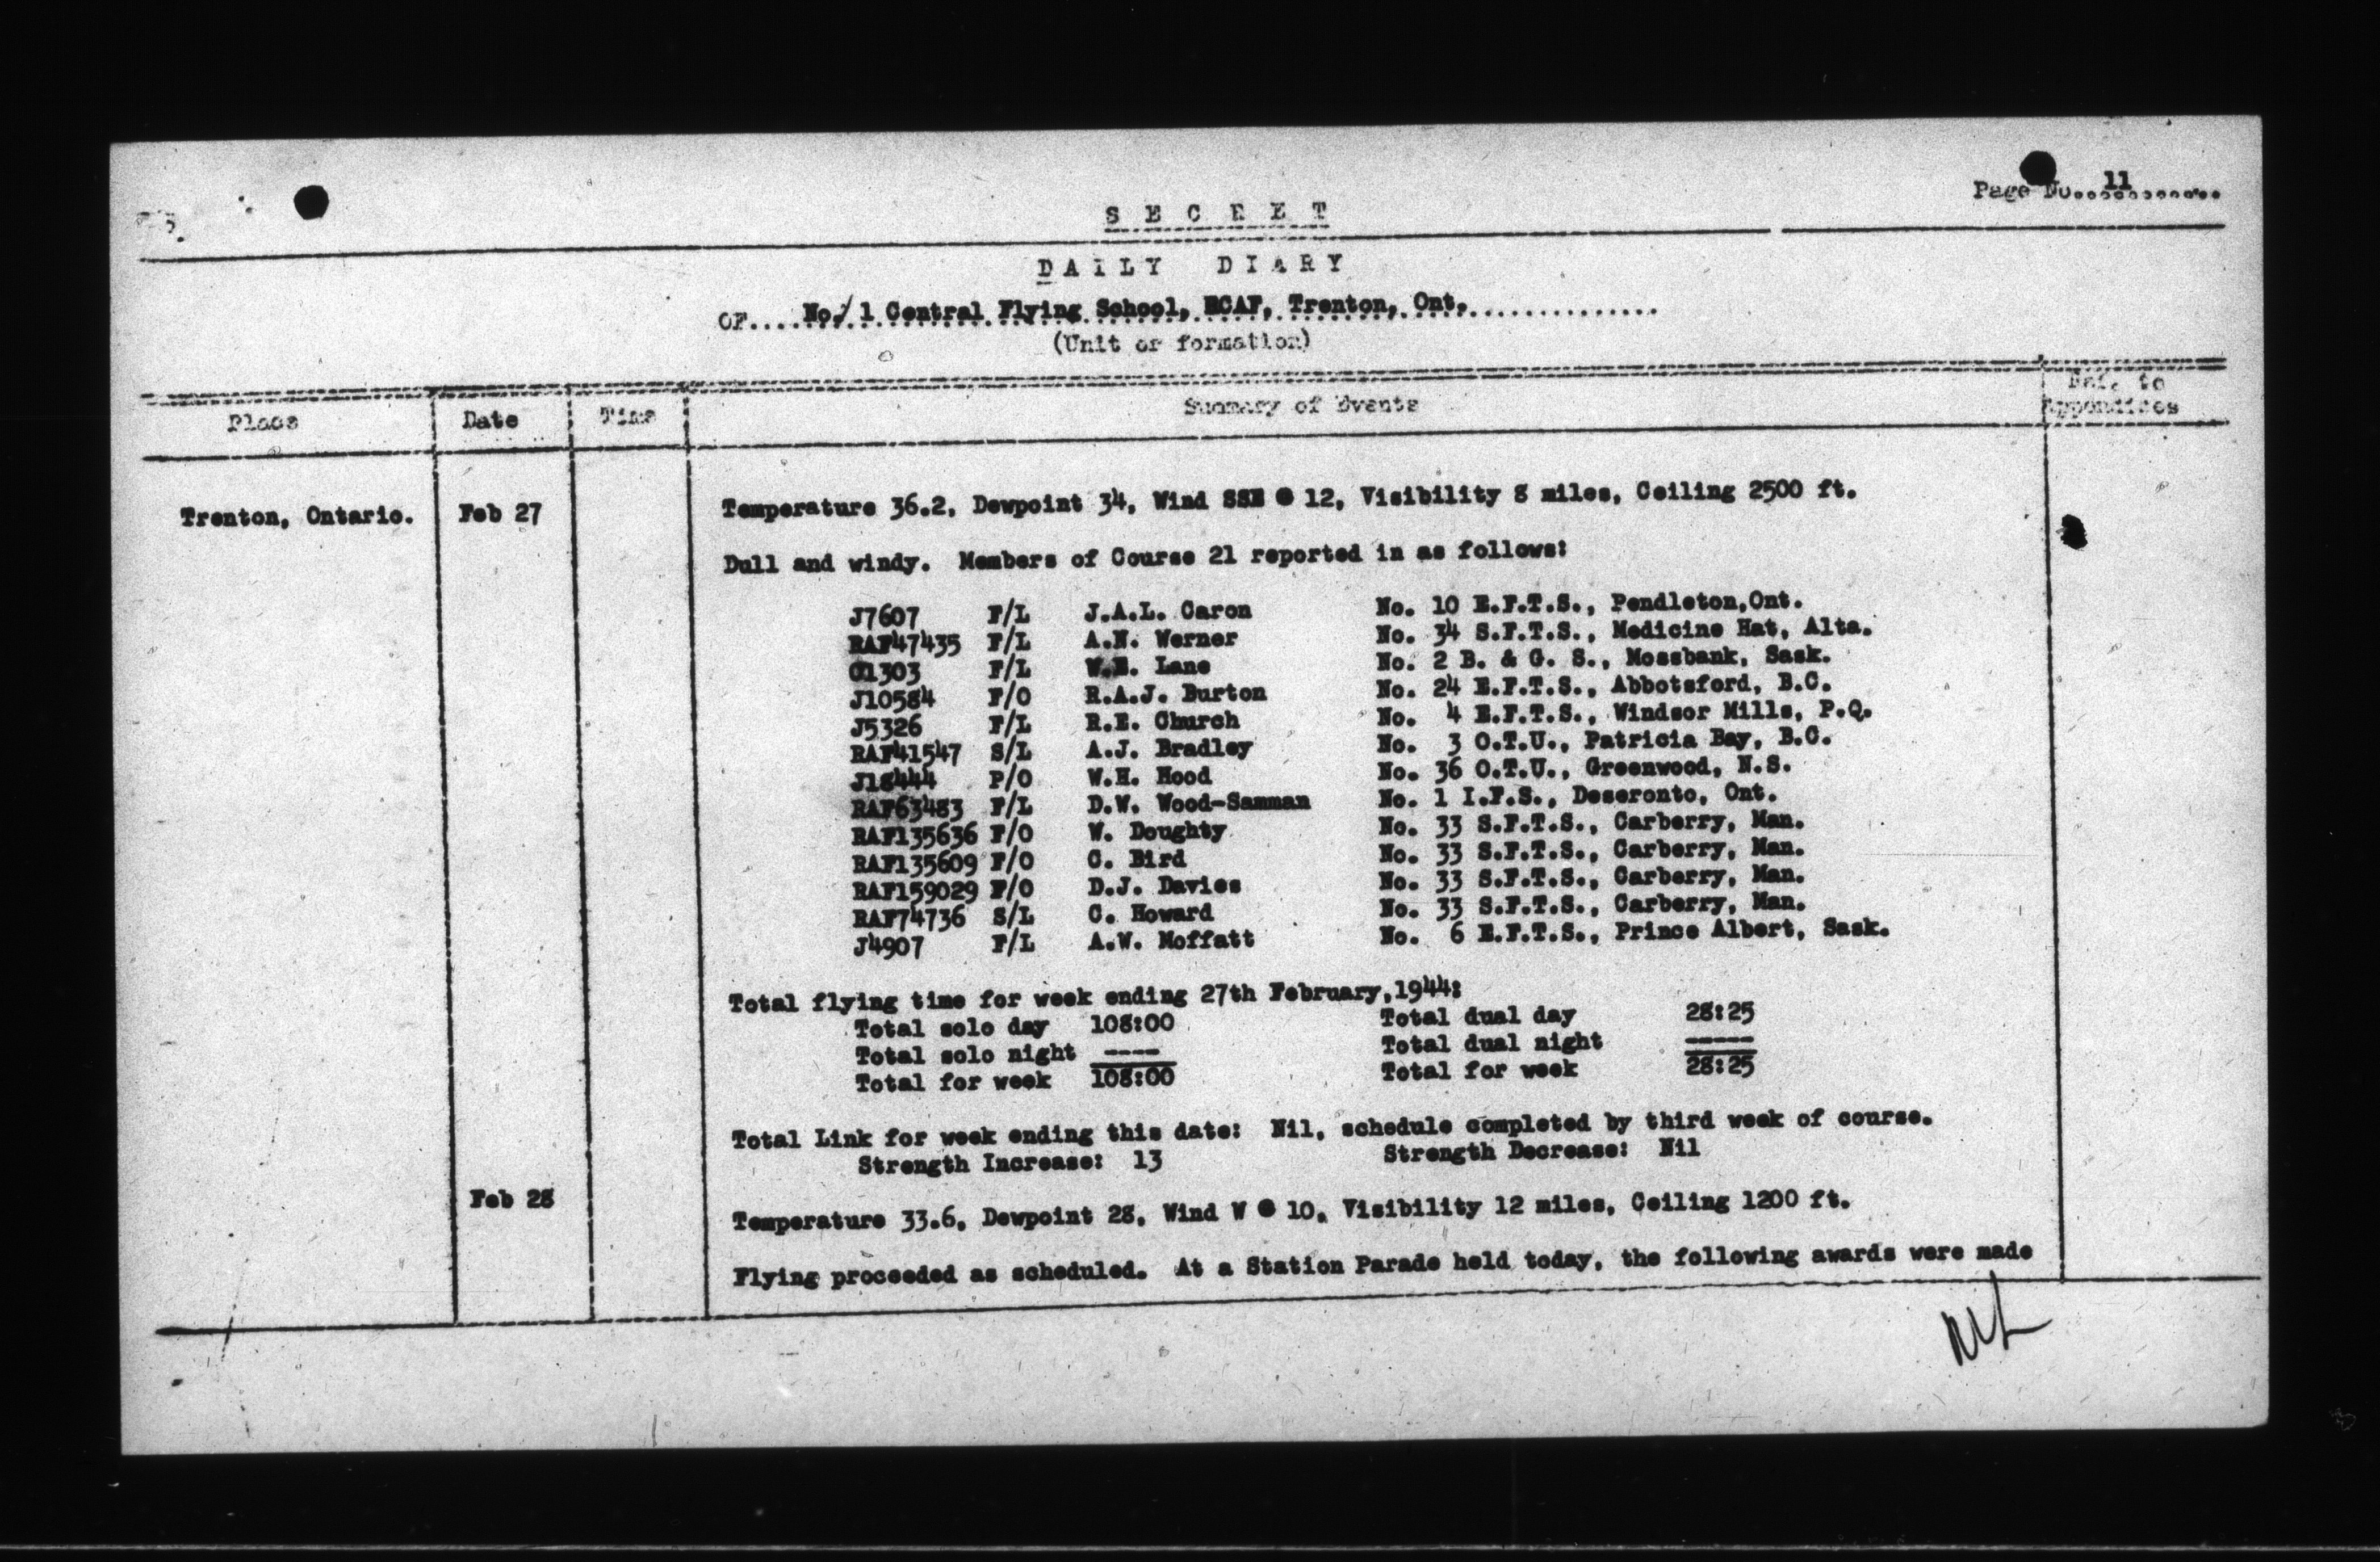 Page No. 11
S E C R E T
DAILY DIARY
OF....No. 1 Central Flying School, RCAF, Trenton, Ont.
(Unit or formation)
Place Date Time Summary of Events Ref. to Appendices
Trenton, Ontario. Feb 27 Temperature 36.2, Dewpoint 34, Wind SSE @ 12, Visibility 8 miles, Ceiling 2500 ft.
Dull and windy. Members of Course 21 reported in as follows:
J7607 F/L J.A.L. Caron No. 10 E.F.T.S., Pendleton,Ont.
RAF47435 F/L A.N. Werner No. 34 S.F.T.S., Medicine Hat, Alta.
C1303 F/L W.E. Lane No. 2 B. & G. S., Mossbank, Sask.
J10584 F/O R.A.J. Burton No. 24 E.F.T.S., Abbotsford, B.C.
J5326 F/L R.E. Church No. 4 E.F.T.S., Windsor Mills, P.Q.
RAF41547 S/L A.J. Bradley No. 3 O.T.U., Patricia Bay, B.C.
J18444 P/O W.H. Hood No. 36 O.T.U., Greenwood, N.S.
RAF63483 F/L D.W. Wood-Samman No. 1 I.F.S., Deseronto, Ont.
RAF135636 F/O W. Doughty No. 33 S.F.T.S., Carberry, Man.
RAF135609 F/O C. Bird No. 33 S.F.T.S., Carberry, Man.
RAF159029 F/O D.J. Davies No. 33 S.F.T.S., Carberry, Man.
RAF74736 S/L C. Howard No. 33 S.F.T.S., Carberry, Man.
J4907 F/L A.W. Moffatt No. 6 E.F.T.S., Prince Albert, Sask.
Total flying time for week ending 27th February,1944:
Total solo day 108:00 Total dual day 28:25
Total solo night ---- Total dual night -----
Total for week 108:00 Total for week 28:25
Total Link for week ending this date: Nil, schedule completed by third week of course.
Strength Increase: 13 Strength Decrease: Nil
Feb 28 Temperature 33.6, Dewpoint 28, Wind W @ 10, Visibility 12 miles, Ceiling 1200 ft.
Flying proceeded as scheduled. At a Station Parade held today, the following awards were made